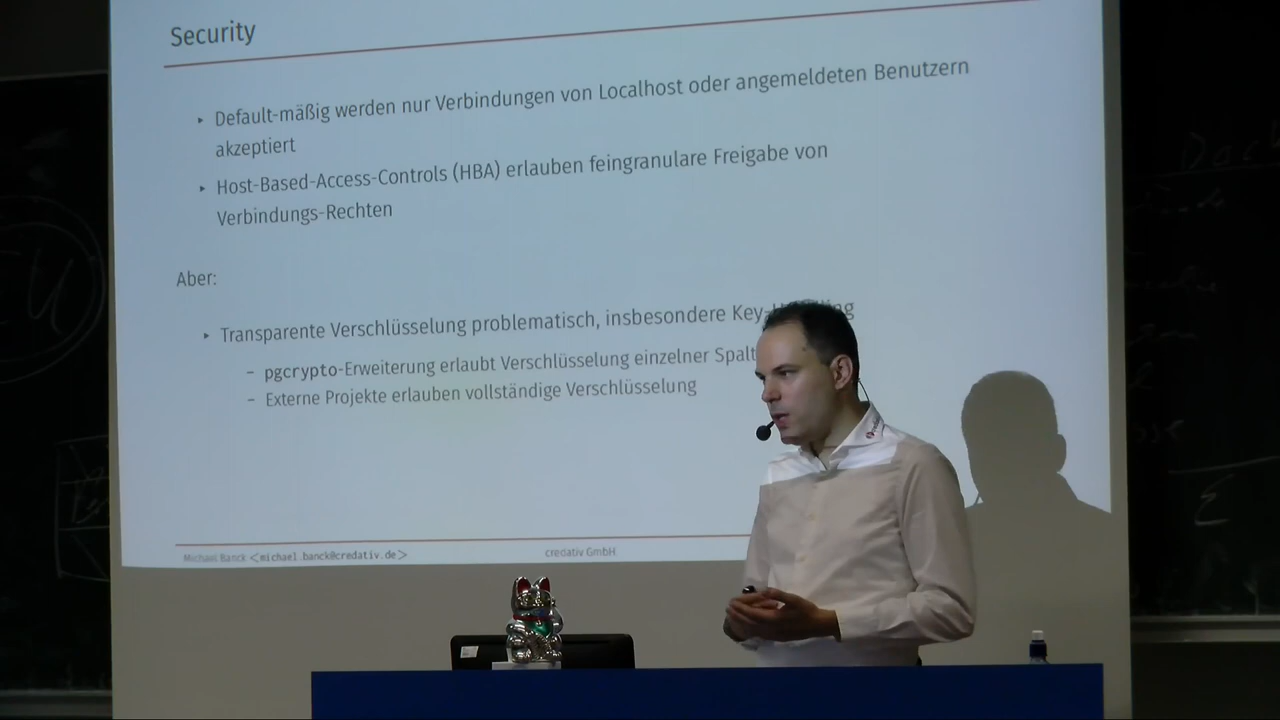 Security
‣ Default-mäßig werden nur Verbindungen von Localhost oder angemeldeten Benutzern
akzeptiert
‣ Host-Based-Access-Controls (HBA) erlauben feingranulare Freigabe von
Verbindungs-Rechten
Aber:
‣ Transparente Verschlüsselung problematisch, insbesondere
– pgcrypto-Erweiterung erlaubt Verschlüsselung einzelner
– Externe Projekte erlauben vollständige Verschlüsselung
Michael Banck <michael.banck@credativ.de> credativ GmbH